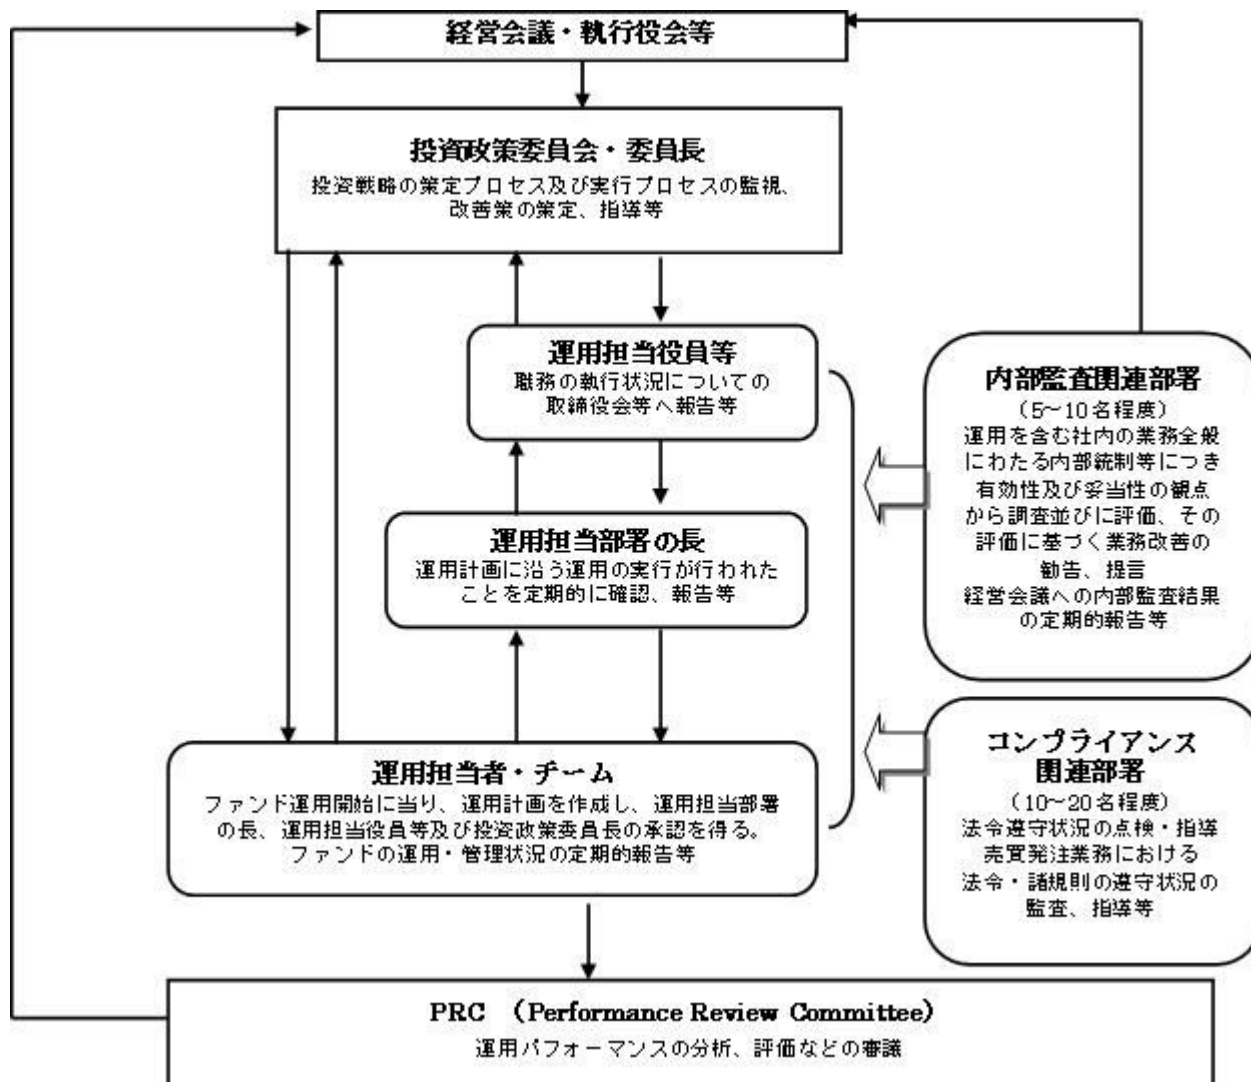 経営会議・執行役会等
投資政策委員会・委員長
投資戦略の策定プロセス及び実行プロセスの監視、
改善策の策定、指導等
運用担当役員等
職務の執行状況についての
取締役会等へ報告等
運用担当部署の長
運用計画に沿う運用の実行が行われた
ことを定期的に確認、報告等
運用担当者・チーム
ファンド運用開始に当り、運用計画を作成し、運用担当部署
の長、運用担当役員等及び投資政策委員長の承認を得る。
ファンドの運用・管理状況の定期的報告等
内部監査関連部署
（5～10名程度）
運用を含む社内の業務全般
にわたる内部統制等につき
有効性及び妥当性の観点
から調査並びに評価、その
評価に基づく業務改善の
勧告、提言
経営会議への内部監査結果
の定期的報告等
コンプライアンス
関連部署
（10～20名程度）
法令遵守状況の点検・指導
売買発注業務における
法令・諸規則の遵守状況の
監査、指導等
PRC （Performance Review Committee）
運用パフォーマンスの分析、評価などの審議